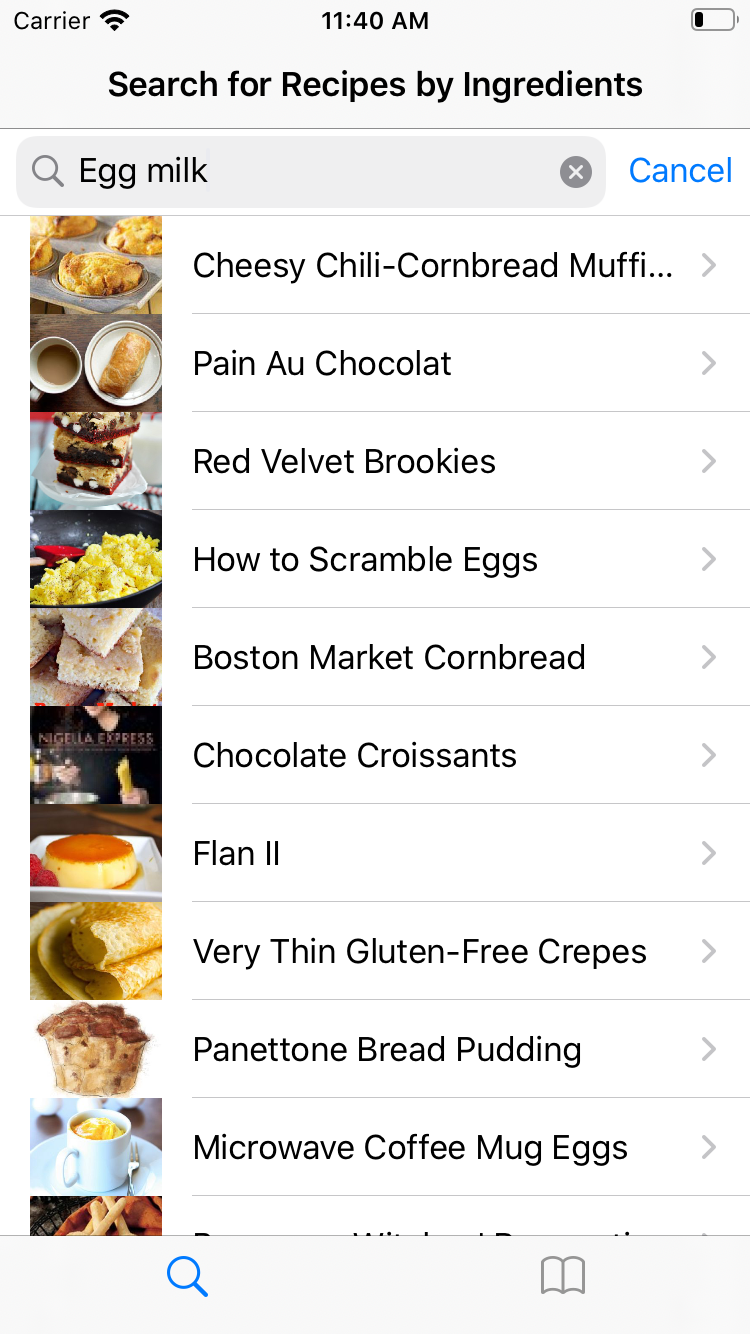 Carrier 11:40 AM
Search for Recipes by Ingredients
Egg milk Cancel
Cheesy Chili-Cornbread Muffi...
Pain Au Chocolat
Red Velvet Brookies
How to Scramble Eggs
Boston Market Cornbread
NIGELLA EXPRESS
Chocolate Croissants
Flan II
Very Thin Gluten-Free Crepes
Panettone Bread Pudding
Microwave Coffee Mug Eggs